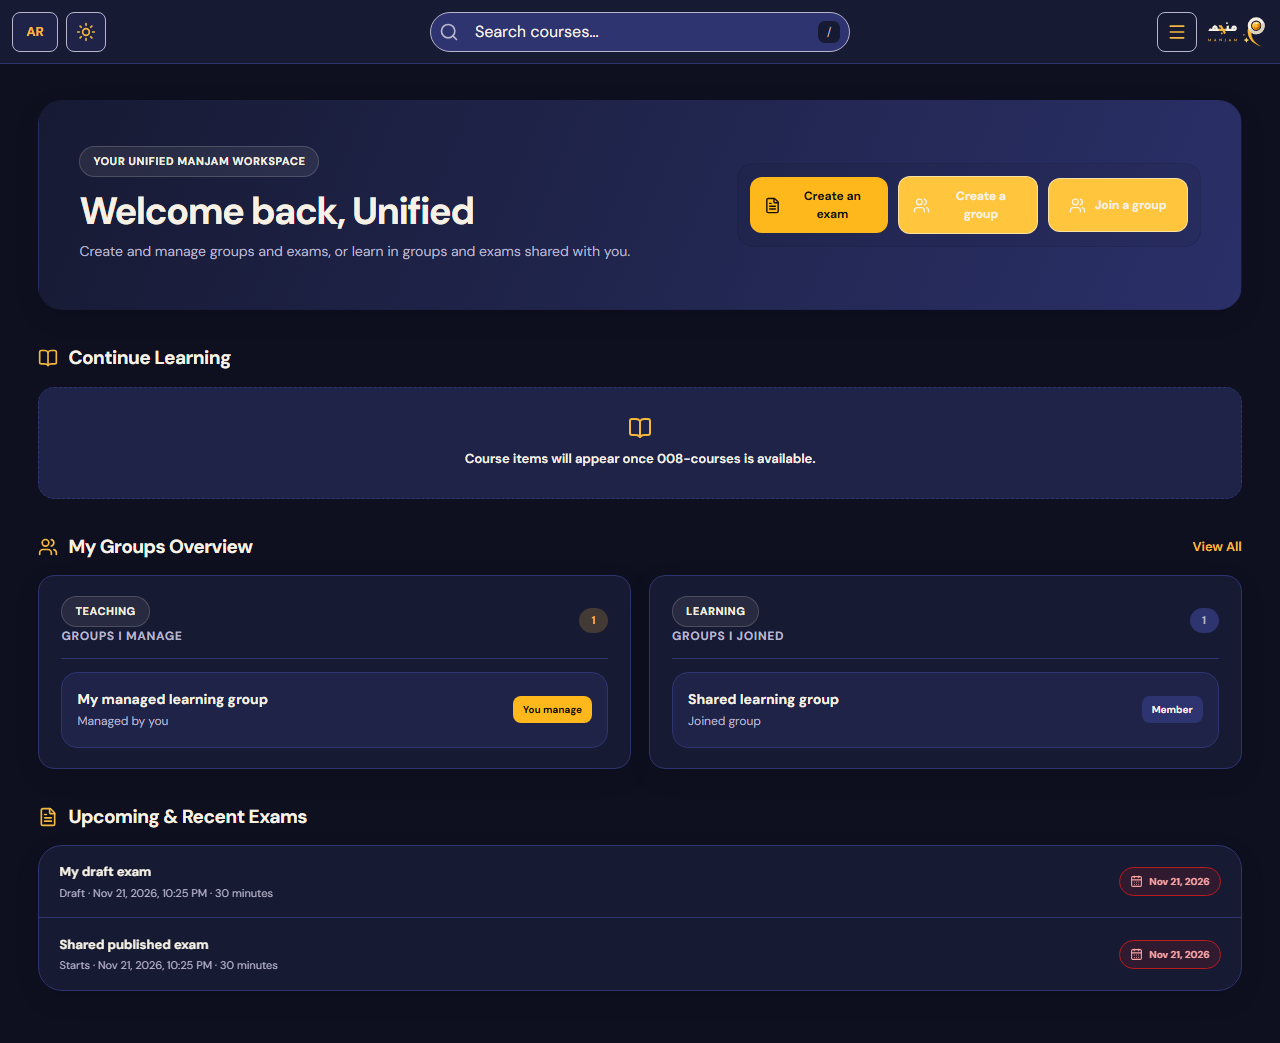 AR
Search courses...
/
منجم
MANJAM
YOUR UNIFIED MANJAM WORKSPACE
Welcome back, Unified
Create and manage groups and exams, or learn in groups and exams shared with you.
Create an
exam
Create a
group
Join a group
Continue Learning
Course items will appear once 008-courses is available.
My Groups Overview
View All
TEACHING
GROUPS I MANAGE
1
My managed learning group
Managed by you
You manage
LEARNING
GROUPS I JOINED
1
Shared learning group
Joined group
Member
Upcoming & Recent Exams
My draft exam
Draft · Nov 21, 2026, 10:25 PM · 30 minutes
Nov 21, 2026
Shared published exam
Starts · Nov 21, 2026, 10:25 PM · 30 minutes
Nov 21, 2026